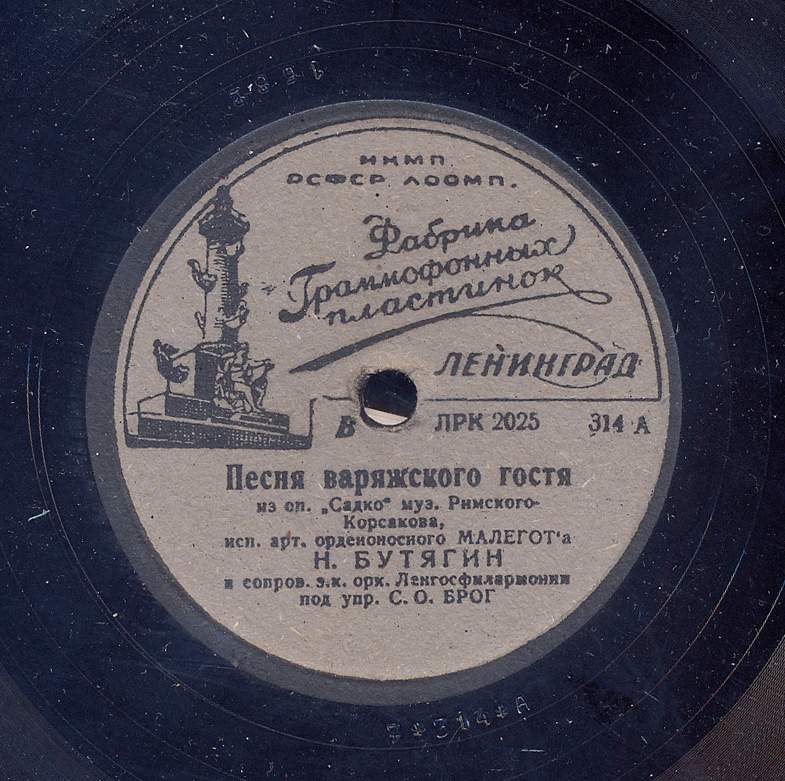 НКМП
РСФСР ЛООМП.
Фабрика
Граммофонных
пластинок
ЛЕНИНГРАД
В ЛРК 2025 314 А
Песня варяжского гостя
из оп. „Садко“ муз. Римского-
Корсакова,
исп. арт. орденоносного МАЛЕГОТ'а
Н. БУТЯГИН
и сопров. э.к. орк. Ленгосфилармонии
под упр. С. О. БРОГ